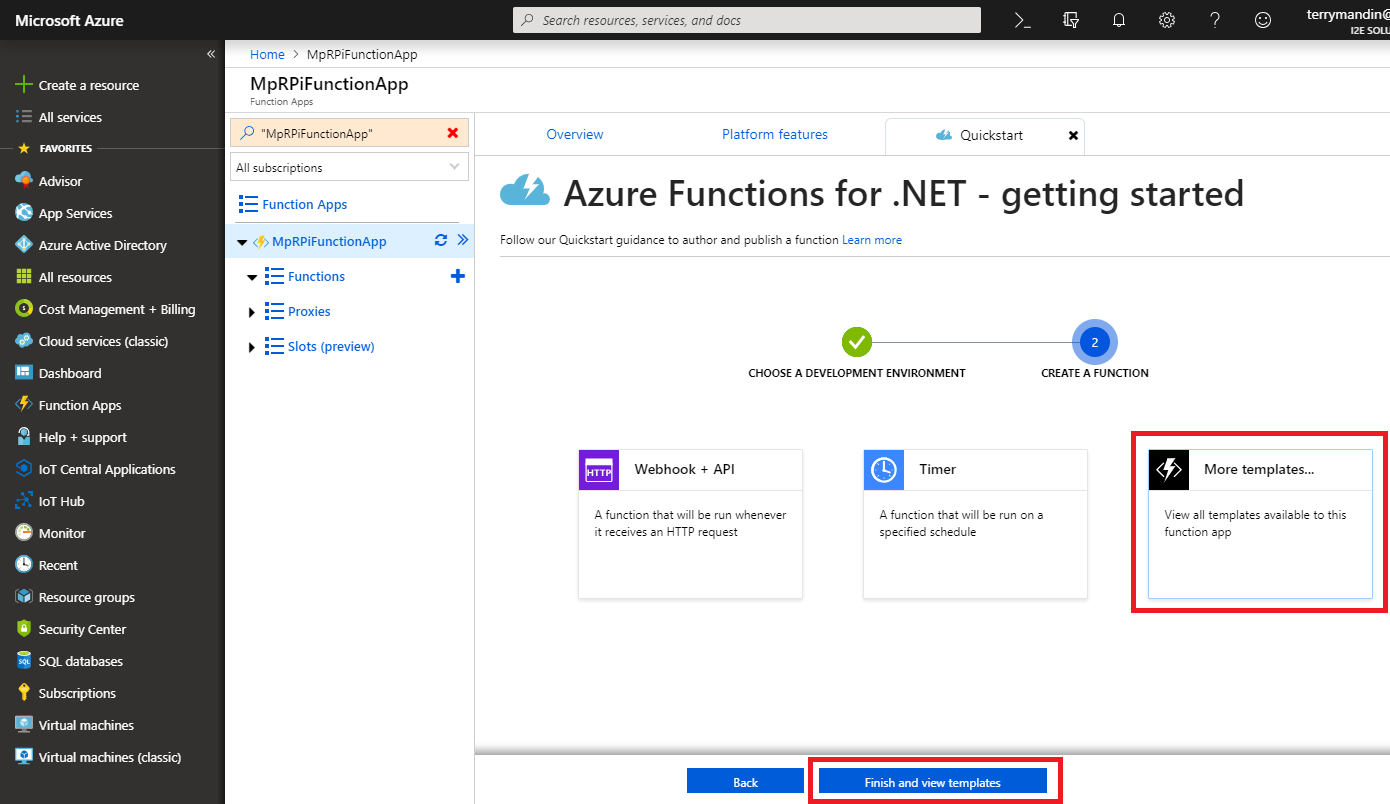 Microsoft Azure
Search resources, services, and docs
terrymandin@
I2E SOLU
Create a resource
All services
FAVORITES
Advisor
App Services
Azure Active Directory
All resources
Cost Management + Billing
Cloud services (classic)
Dashboard
Function Apps
Help + support
IoT Central Applications
IoT Hub
Monitor
Recent
Resource groups
Security Center
SQL databases
Subscriptions
Virtual machines
Virtual machines (classic)
Home > MpRPiFunctionApp
MpRPiFunctionApp
Function Apps
"MpRPiFunctionApp"
All subscriptions
Function Apps
MpRPiFunctionApp
Functions
Proxies
Slots (preview)
Overview
Platform features
Quickstart
Azure Functions for .NET - getting started
Follow our Quickstart guidance to author and publish a function Learn more
2
CHOOSE A DEVELOPMENT ENVIRONMENT
CREATE A FUNCTION
HTTP
Webhook + API
A function that will be run whenever
it receives an HTTP request
Timer
A function that will be run on a
specified schedule
More templates...
View all templates available to this
function app
Back
Finish and view templates